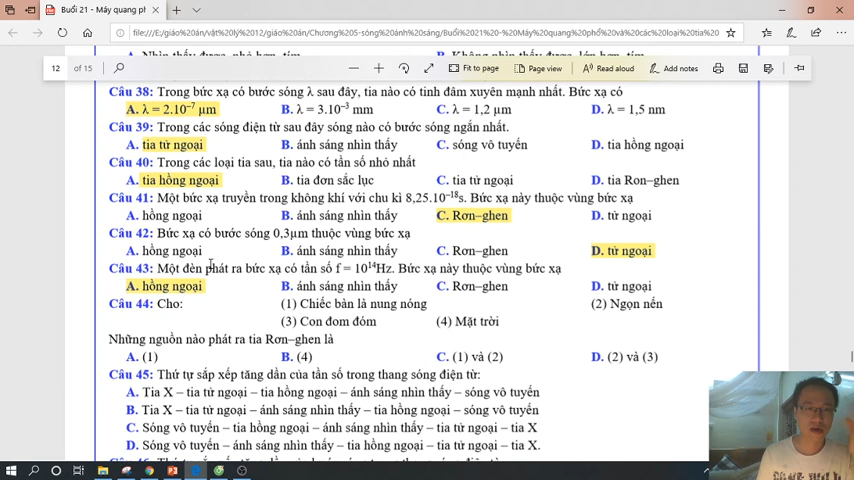 Buổi 21 - Máy quang ph
file:///E:/giáo án/vật lý/2012/giáo án/Chương 5 - sóng ánh sáng/Buổi%2021%20-%20Máy%20quang%20phổ%20và%20các%20loại%20tia%20
12 of 15
Fit to page
Page view
Read aloud
Add notes
Câu 38: Trong bức xạ có bước sóng λ sau đây, tia nào có tinh đâm xuyên mạnh nhất. Bức xạ có
A. λ = 2.10⁻⁷ μm B. λ = 3.10⁻³ mm C. λ = 1,2 μm D. λ = 1,5 nm
Câu 39: Trong các sóng điện từ sau đây sóng nào có bước sóng ngắn nhất.
A. tia tử ngoại B. ánh sáng nhìn thấy C. sóng vô tuyến D. tia hồng ngoại
Câu 40: Trong các loại tia sau, tia nào có tần số nhỏ nhất
A. tia hồng ngoại B. tia đơn sắc lục C. tia tử ngoại D. tia Rơn–ghen
Câu 41: Một bức xạ truyền trong không khí với chu kì 8,25.10⁻¹⁸s. Bức xạ này thuộc vùng bức xạ
A. hồng ngoại B. ánh sáng nhìn thấy C. Rơn–ghen D. tử ngoại
Câu 42: Bức xạ có bước sóng 0,3μm thuộc vùng bức xạ
A. hồng ngoại B. ánh sáng nhìn thấy C. Rơn–ghen D. tử ngoại
Câu 43: Một đèn phát ra bức xạ có tần số f = 10¹⁴Hz. Bức xạ này thuộc vùng bức xạ
A. hồng ngoại B. ánh sáng nhìn thấy C. Rơn–ghen D. tử ngoại
Câu 44: Cho: (1) Chiếc bàn là nung nóng (2) Ngọn nến
(3) Con đom đóm (4) Mặt trời
Những nguồn nào phát ra tia Rơn–ghen là
A. (1) B. (4) C. (1) và (2) D. (2) và (3)
Câu 45: Thứ tự sắp xếp tăng dần của tần số trong thang sóng điện từ:
A. Tia X – tia tử ngoại – tia hồng ngoại – ánh sáng nhìn thấy – sóng vô tuyến
B. Tia X – tia tử ngoại – ánh sáng nhìn thấy – tia hồng ngoại – sóng vô tuyến
C. Sóng vô tuyến – tia hồng ngoại – ánh sáng nhìn thấy – tia tử ngoại – tia X
D. Sóng vô tuyến – ánh sáng nhìn thấy – tia hồng ngoại – tia tử ngoại – tia X.